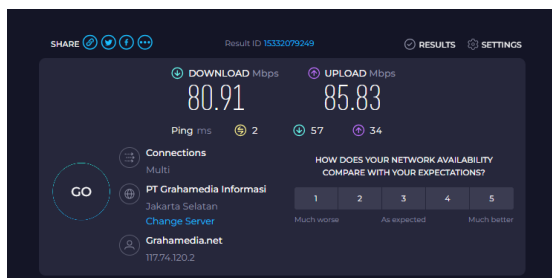 SHARE
Result ID 15332079249
RESULTS
SETTINGS
DOWNLOAD Mbps
80.91
UPLOAD Mbps
85.83
Ping ms 2 57 34
GO
Connections
Multi
PT Grahamedia Informasi
Jakarta Selatan
Change Server
Grahamedia.net
117.74.120.2
HOW DOES YOUR NETWORK AVAILABILITY
COMPARE WITH YOUR EXPECTATIONS?
1 2 3 4 5
Much worse As expected Much better